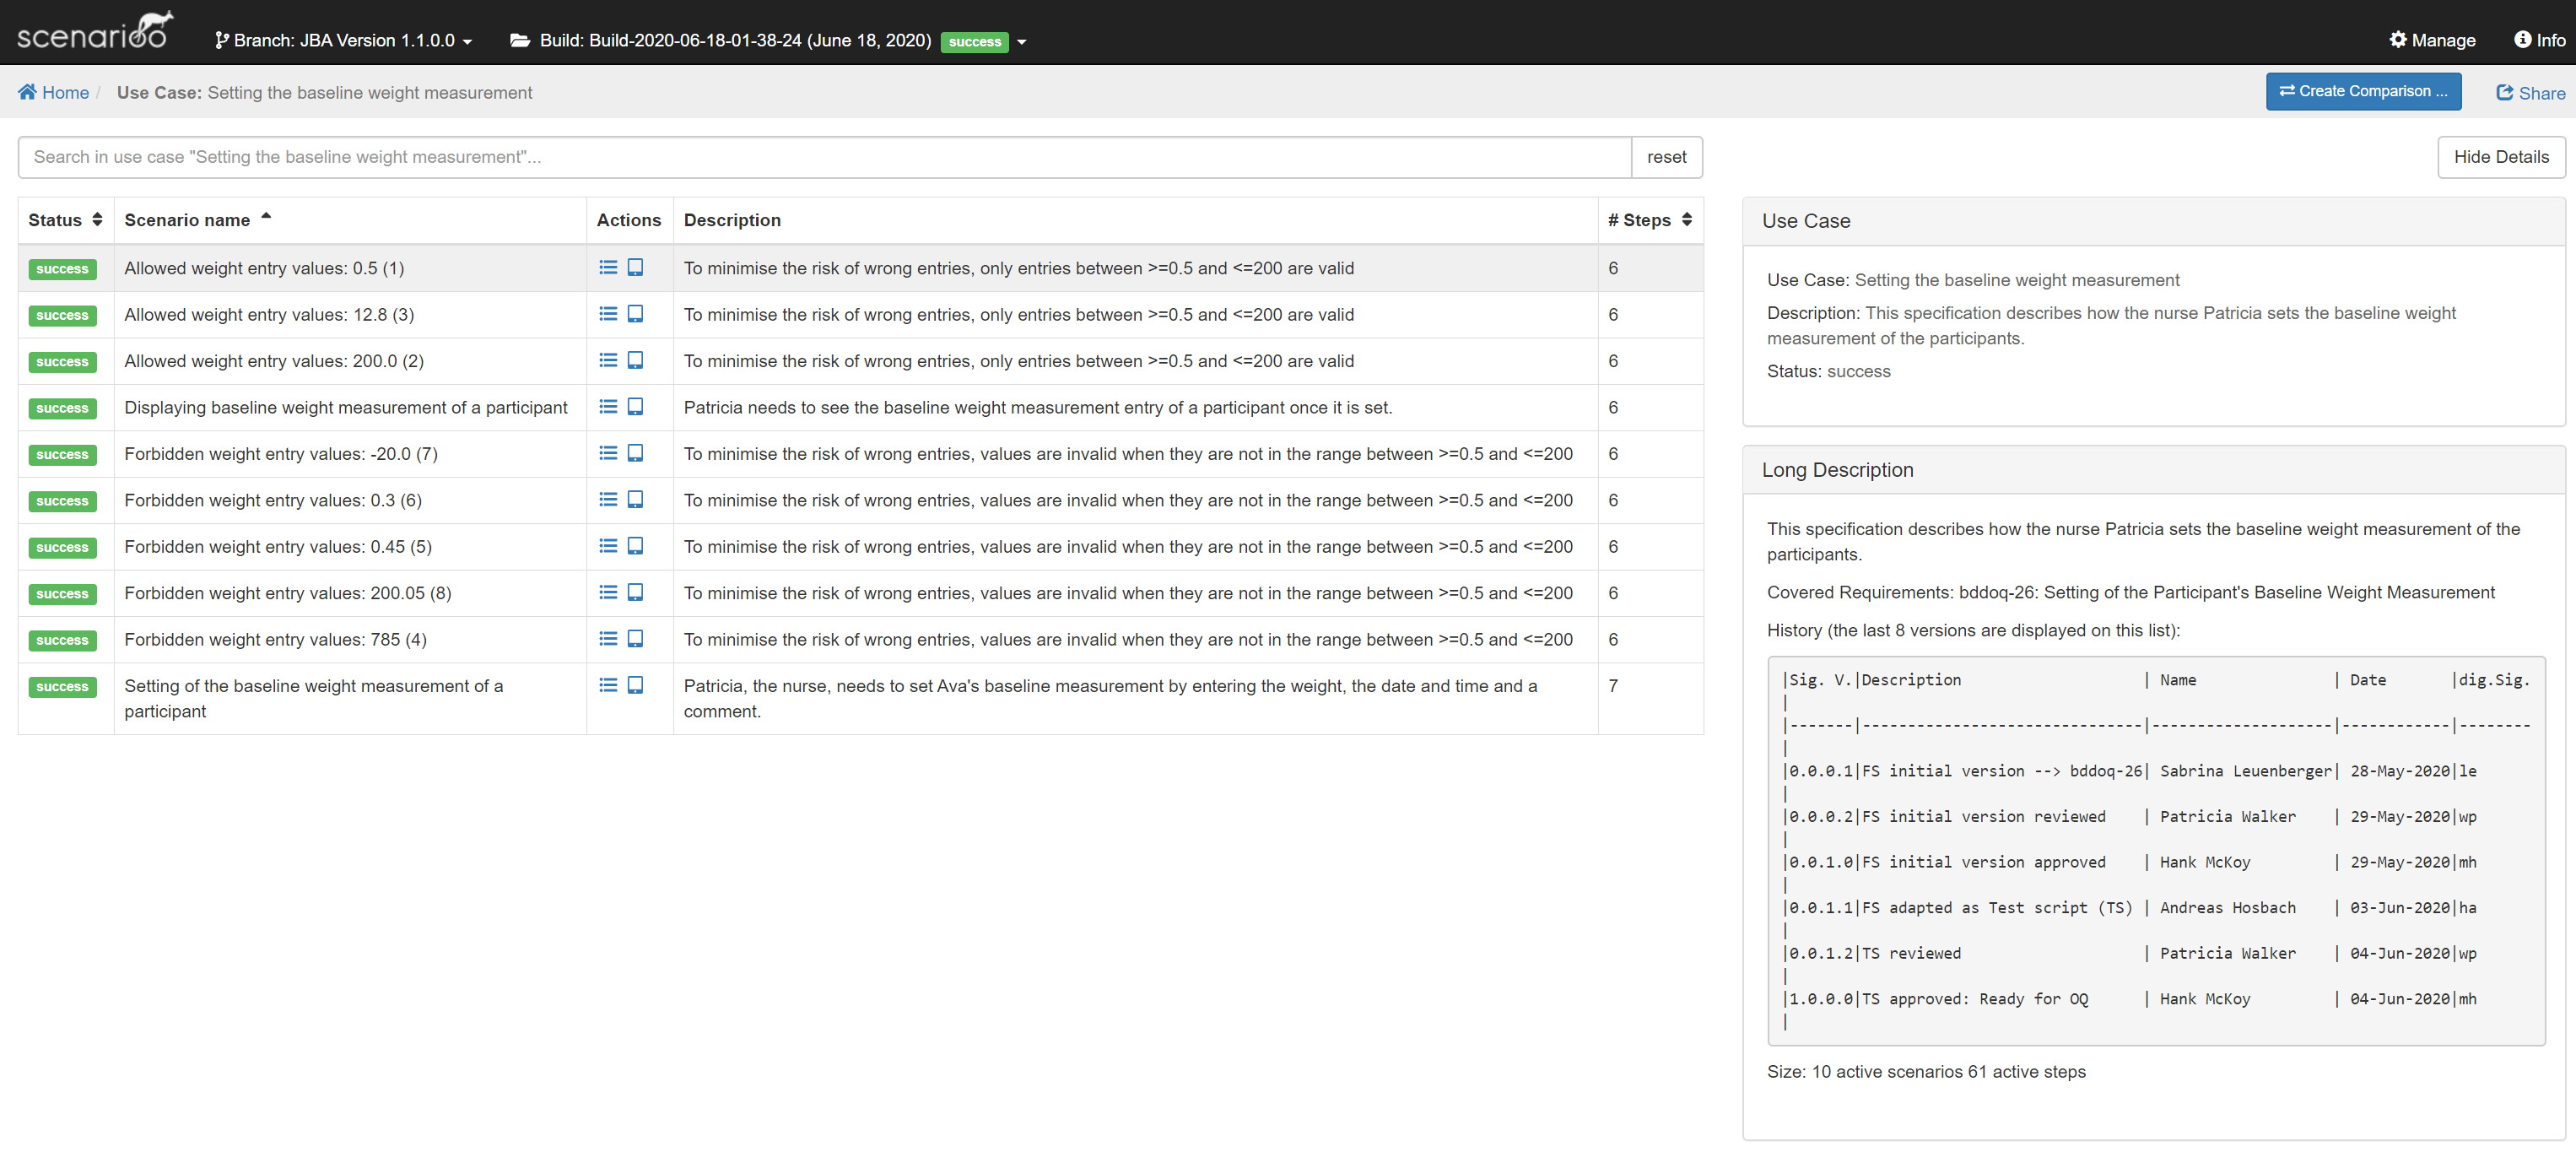 scenarioo
Branch: JBA Version 1.1.0.0
Build: Build-2020-06-18-01-38-24 (June 18, 2020) success
Manage
Info
Home / Use Case: Setting the baseline weight measurement
Create Comparison ...
Share
Search in use case "Setting the baseline weight measurement"...
reset
Hide Details
Status Scenario name Actions Description # Steps
success Allowed weight entry values: 0.5 (1) To minimise the risk of wrong entries, only entries between >=0.5 and <=200 are valid 6
success Allowed weight entry values: 12.8 (3) To minimise the risk of wrong entries, only entries between >=0.5 and <=200 are valid 6
success Allowed weight entry values: 200.0 (2) To minimise the risk of wrong entries, only entries between >=0.5 and <=200 are valid 6
success Displaying baseline weight measurement of a participant Patricia needs to see the baseline weight measurement entry of a participant once it is set. 6
success Forbidden weight entry values: -20.0 (7) To minimise the risk of wrong entries, values are invalid when they are not in the range between >=0.5 and <=200 6
success Forbidden weight entry values: 0.3 (6) To minimise the risk of wrong entries, values are invalid when they are not in the range between >=0.5 and <=200 6
success Forbidden weight entry values: 0.45 (5) To minimise the risk of wrong entries, values are invalid when they are not in the range between >=0.5 and <=200 6
success Forbidden weight entry values: 200.05 (8) To minimise the risk of wrong entries, values are invalid when they are not in the range between >=0.5 and <=200 6
success Forbidden weight entry values: 785 (4) To minimise the risk of wrong entries, values are invalid when they are not in the range between >=0.5 and <=200 6
success Setting of the baseline weight measurement of a Patricia, the nurse, needs to set Ava's baseline measurement by entering the weight, the date and time and a 7
participant comment.
Use Case
Use Case: Setting the baseline weight measurement
Description: This specification describes how the nurse Patricia sets the baseline weight
measurement of the participants.
Status: success
Long Description
This specification describes how the nurse Patricia sets the baseline weight measurement of the
participants.
Covered Requirements: bddoq-26: Setting of the Participant's Baseline Weight Measurement
History (the last 8 versions are displayed on this list):
|Sig. V.|Description | Name | Date |dig.Sig.
|
|-------|-------------------------------|--------------------|------------|--------
|
|0.0.0.1|FS initial version --> bddoq-26| Sabrina Leuenberger| 28-May-2020|le
|
|0.0.0.2|FS initial version reviewed | Patricia Walker | 29-May-2020|wp
|
|0.0.1.0|FS initial version approved | Hank McKoy | 29-May-2020|mh
|
|0.0.1.1|FS adapted as Test script (TS) | Andreas Hosbach | 03-Jun-2020|ha
|
|0.0.1.2|TS reviewed | Patricia Walker | 04-Jun-2020|wp
|
|1.0.0.0|TS approved: Ready for OQ | Hank McKoy | 04-Jun-2020|mh
|
Size: 10 active scenarios 61 active steps